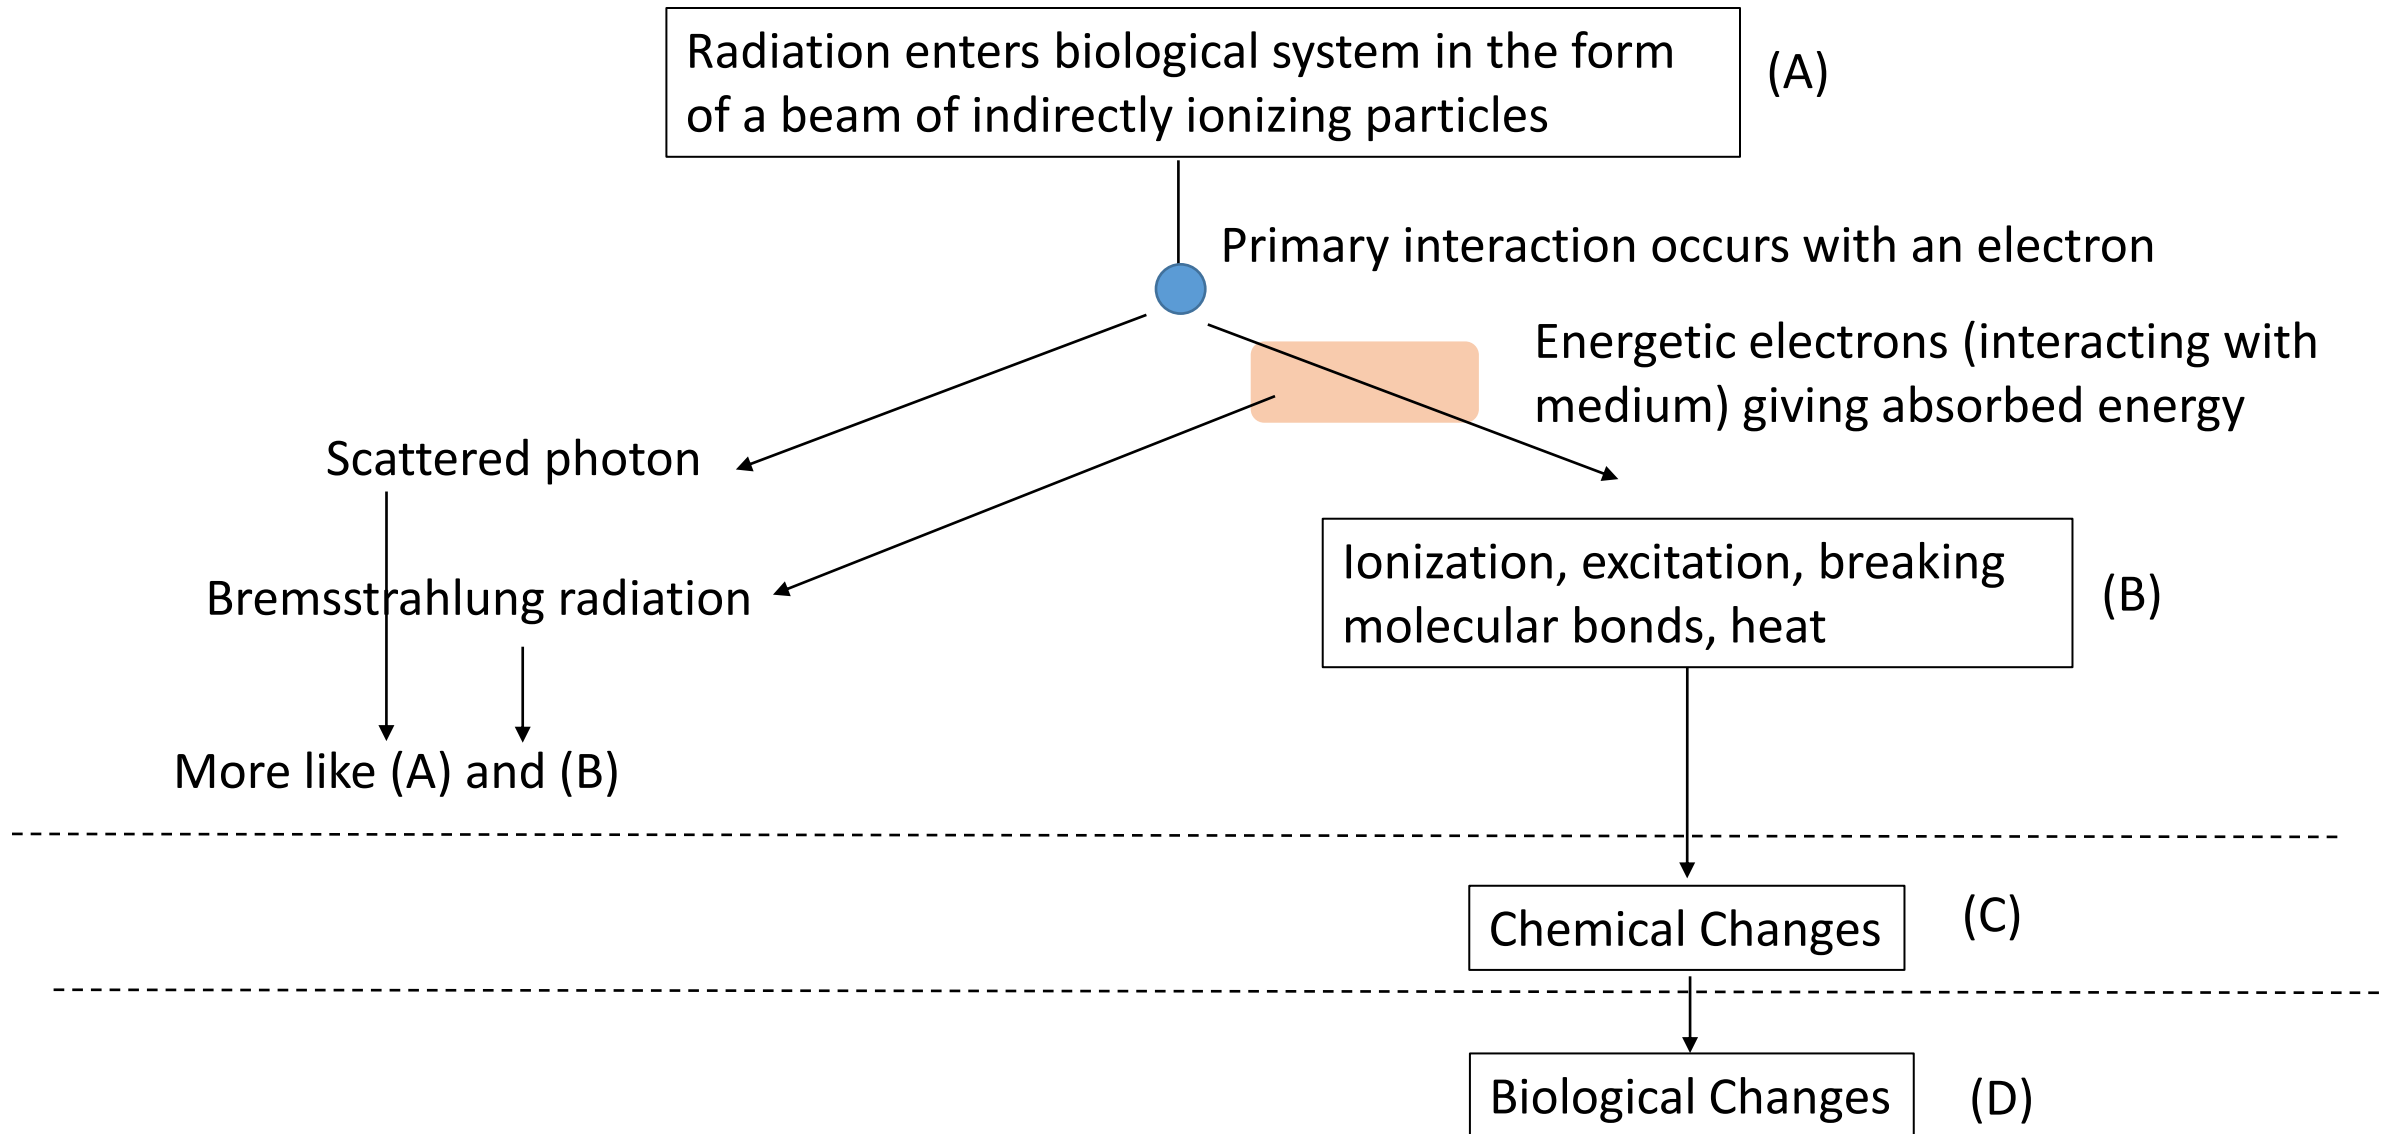 Radiation enters biological system in the form
of a beam of indirectly ionizing particles
(A)
Primary interaction occurs with an electron
Energetic electrons (interacting with
medium) giving absorbed energy
Scattered photon
Bremsstrahlung radiation
Ionization, excitation, breaking
molecular bonds, heat
(B)
More like (A) and (B)
Chemical Changes
(C)
Biological Changes
(D)